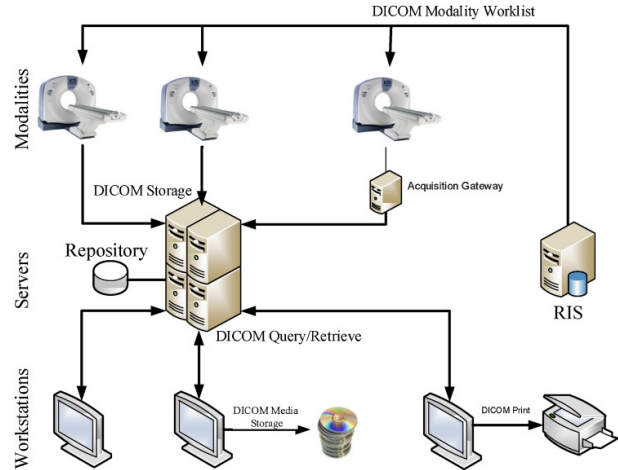 DICOM Modality Worklist
Modalities
DICOM Storage
Acquisition Gateway
Repository
Servers
RIS
DICOM Query/Retrieve
Workstations
DICOM Media
Storage
DICOM Print